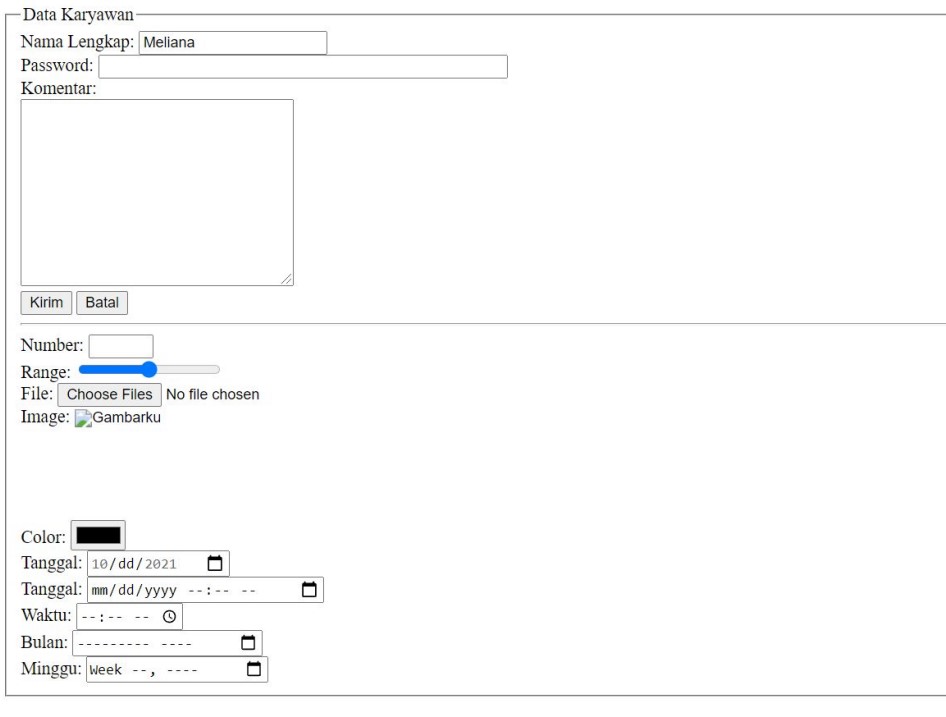 Data Karyawan
Nama Lengkap: Meliana
Password:
Komentar:
Kirim Batal
Number:
Range:
File: Choose Files No file chosen
Image: Gambarku
Color:
Tanggal: 10/dd/2021
Tanggal: mm/dd/yyyy --:-- --
Waktu: --:-- --
Bulan: --------- ----
Minggu: Week --, ----